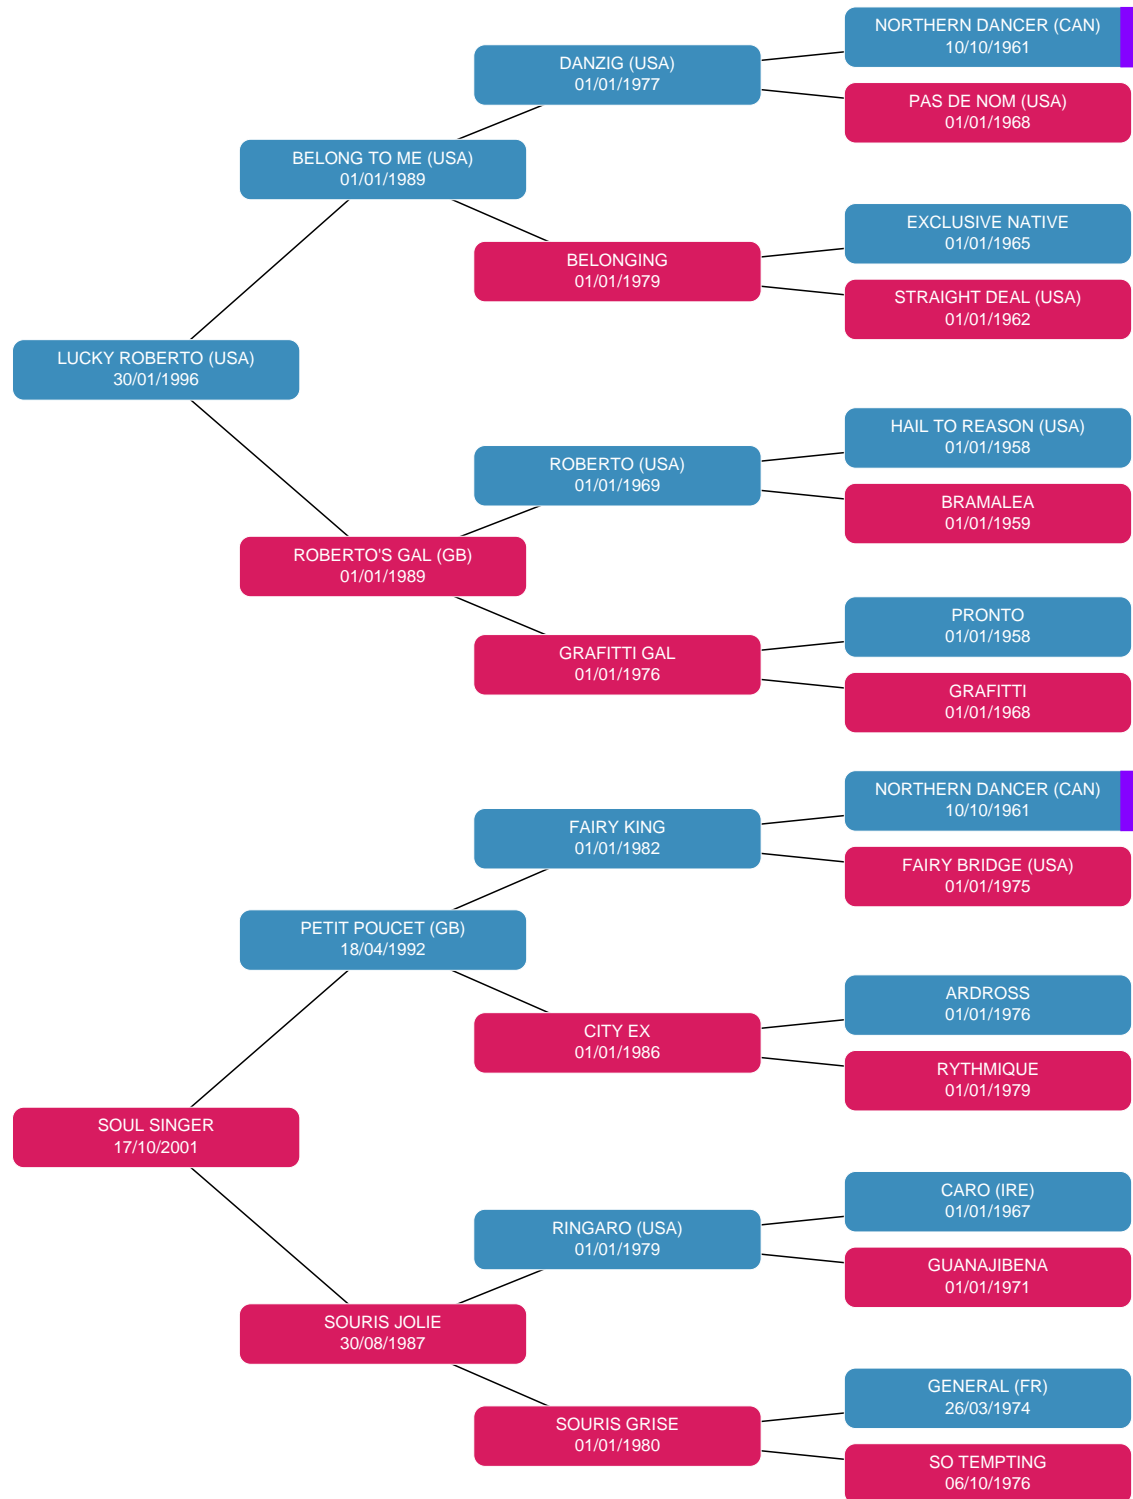 NORTHERN DANCER (CAN)
10/10/1961
DANZIG (USA)
01/01/1977
PAS DE NOM (USA)
01/01/1968
BELONG TO ME (USA)
01/01/1989
EXCLUSIVE NATIVE
01/01/1965
BELONGING
01/01/1979
STRAIGHT DEAL (USA)
01/01/1962
LUCKY ROBERTO (USA)
30/01/1996
HAIL TO REASON (USA)
01/01/1958
ROBERTO (USA)
01/01/1969
BRAMALEA
01/01/1959
ROBERTO'S GAL (GB)
01/01/1989
PRONTO
01/01/1958
GRAFITTI GAL
01/01/1976
GRAFITTI
01/01/1968
NORTHERN DANCER (CAN)
10/10/1961
FAIRY KING
01/01/1982
FAIRY BRIDGE (USA)
01/01/1975
PETIT POUCET (GB)
18/04/1992
ARDROSS
01/01/1976
CITY EX
01/01/1986
RYTHMIQUE
01/01/1979
SOUL SINGER
17/10/2001
CARO (IRE)
01/01/1967
RINGARO (USA)
01/01/1979
GUANAJIBENA
01/01/1971
SOURIS JOLIE
30/08/1987
GENERAL (FR)
26/03/1974
SOURIS GRISE
01/01/1980
SO TEMPTING
06/10/1976